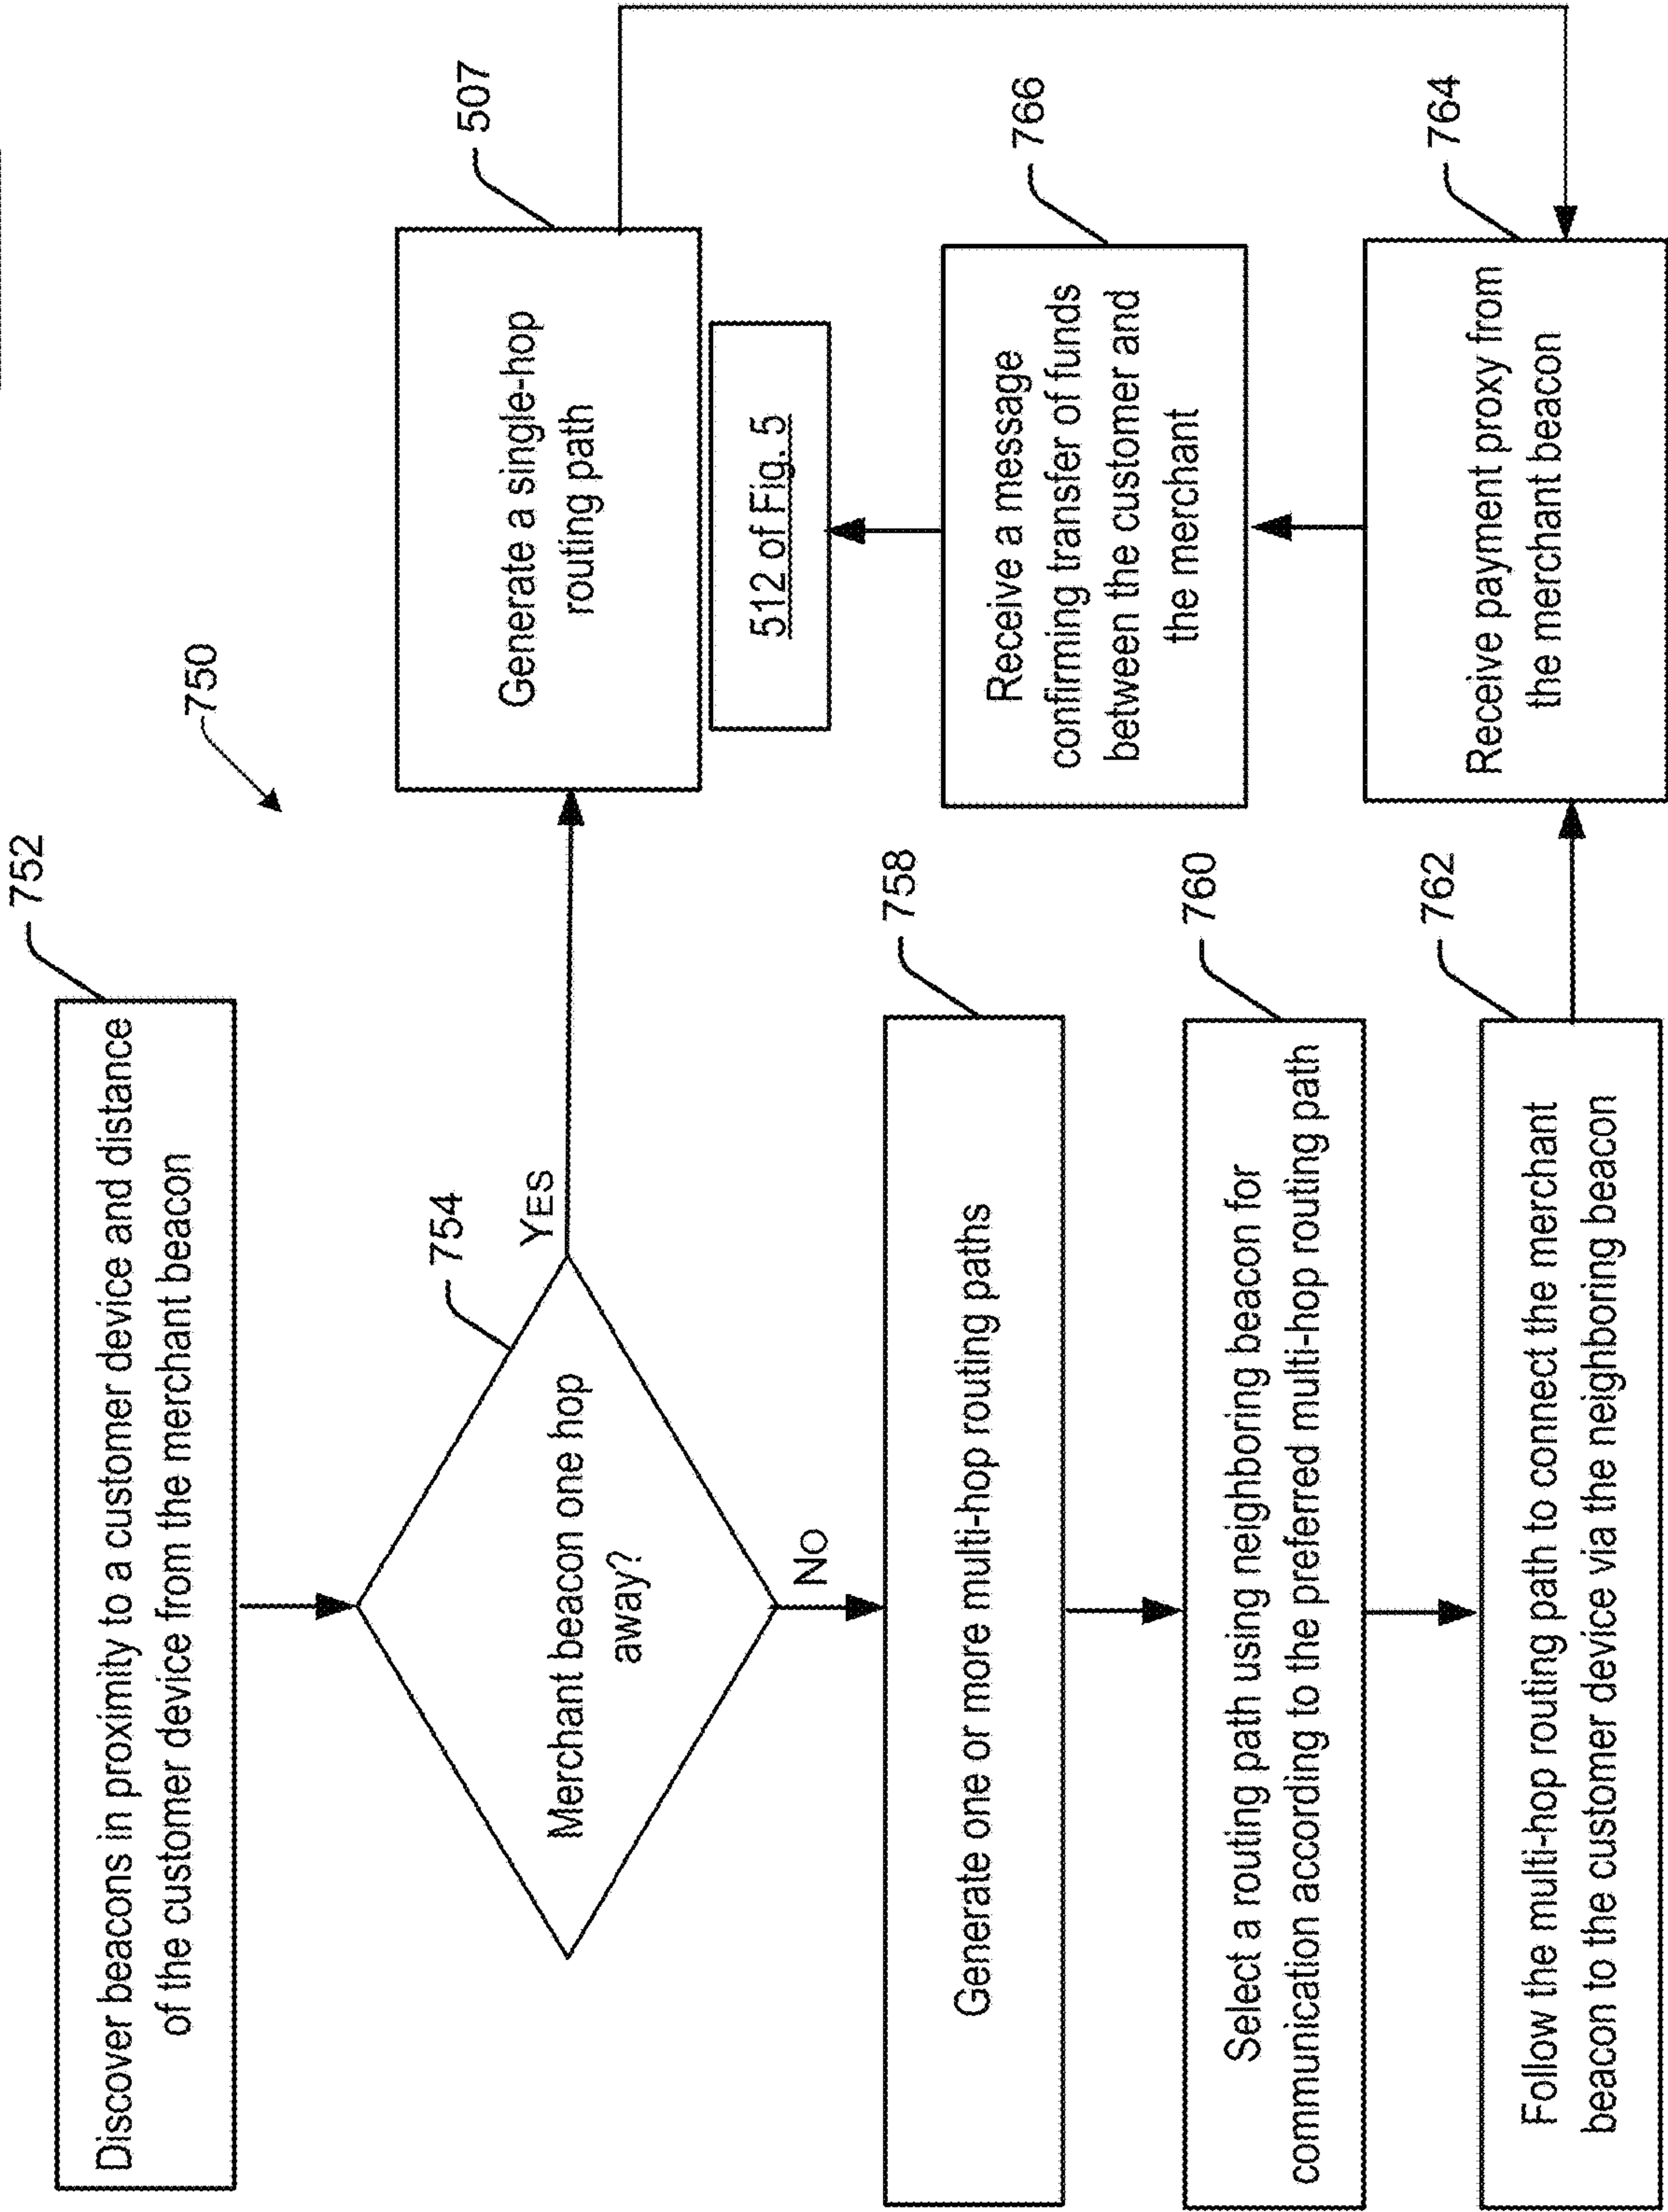 750
752
Discover beacons in proximity to a customer device and distance
of the customer device from the merchant beacon
754
Merchant beacon one hop
away?
YES
NO
507
Generate a single-hop
routing path
758
Generate one or more multi-hop routing paths
760
Select a routing path using neighboring beacon for
communication according to the preferred multi-hop routing path
762
Follow the multi-hop routing path to connect the merchant
beacon to the customer device via the neighboring beacon
764
Receive payment proxy from
the merchant beacon
766
Receive a message
confirming transfer of funds
between the customer and
the merchant
512 of Fig. 5